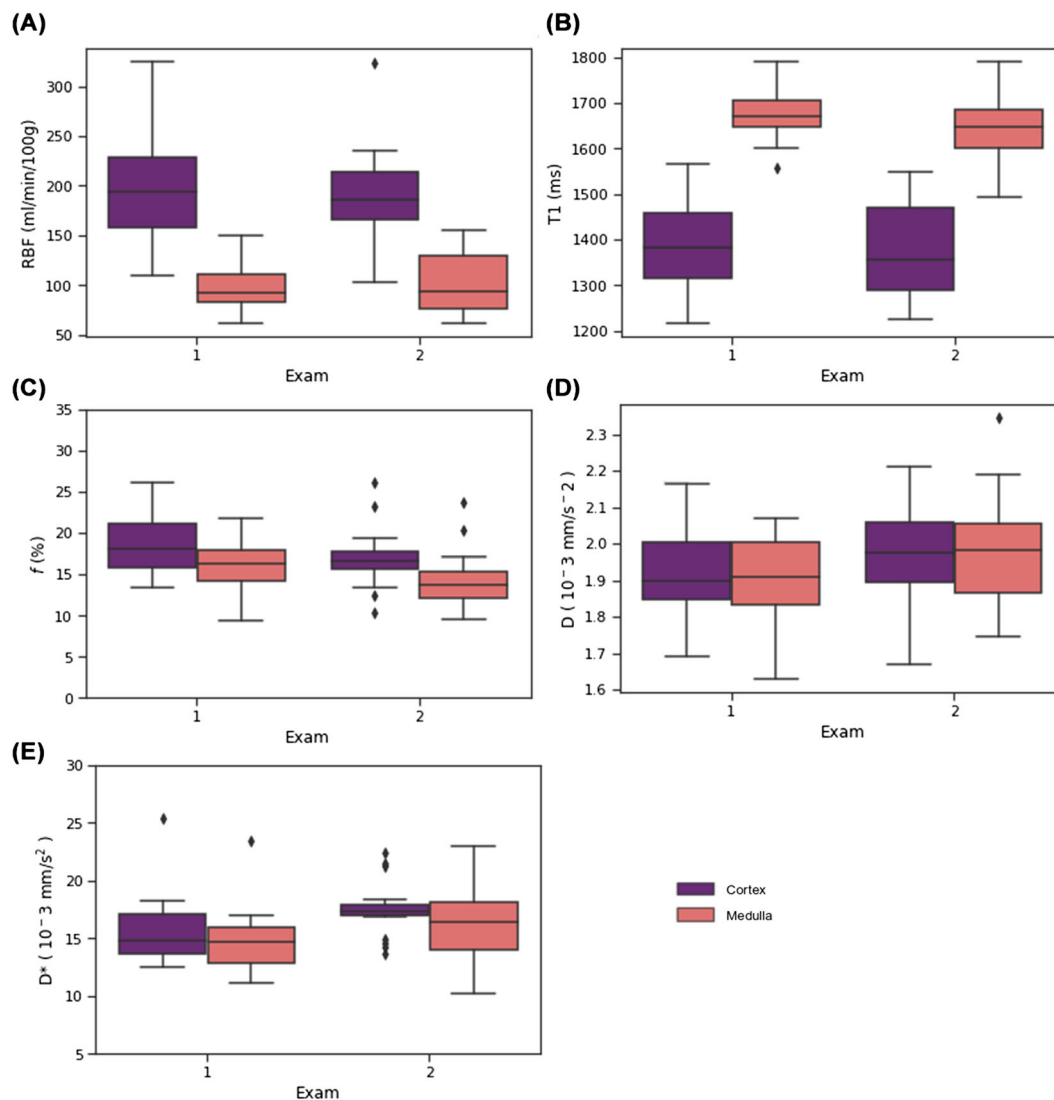 (A)
RBF (ml/min/100g)
300
250
200
150
100
50
1
2
Exam
(B)
T1 (ms)
1800
1700
1600
1500
1400
1300
1200
1
2
Exam
(C)
f (%)
35
30
25
20
15
10
5
0
1
2
Exam
(D)
D ( 10⁻3 mm/s⁻2 )
2.3
2.2
2.1
2.0
1.9
1.8
1.7
1.6
1
2
Exam
(E)
D* ( 10⁻3 mm/s² )
30
25
20
15
10
5
1
2
Exam
Cortex
Medulla